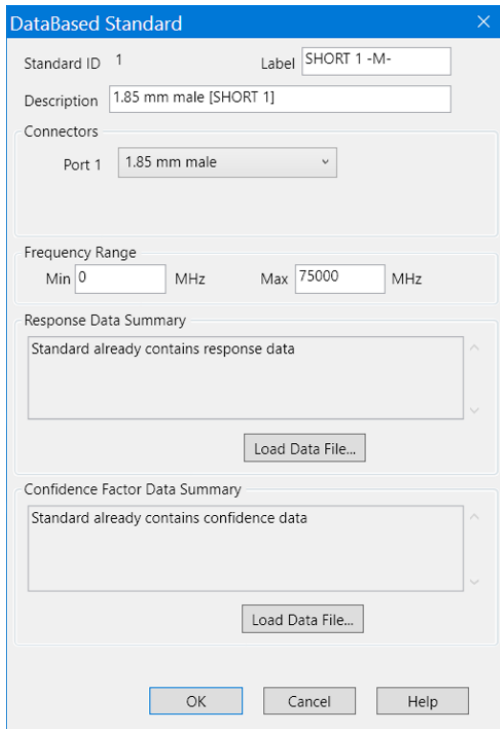 DataBased Standard
Standard ID 1 Label SHORT 1 -M-
Description 1.85 mm male [SHORT 1]
Connectors
Port 1 1.85 mm male
Frequency Range
Min 0 MHz Max 75000 MHz
Response Data Summary
Standard already contains response data
Load Data File...
Confidence Factor Data Summary
Standard already contains confidence data
Load Data File...
OK Cancel Help